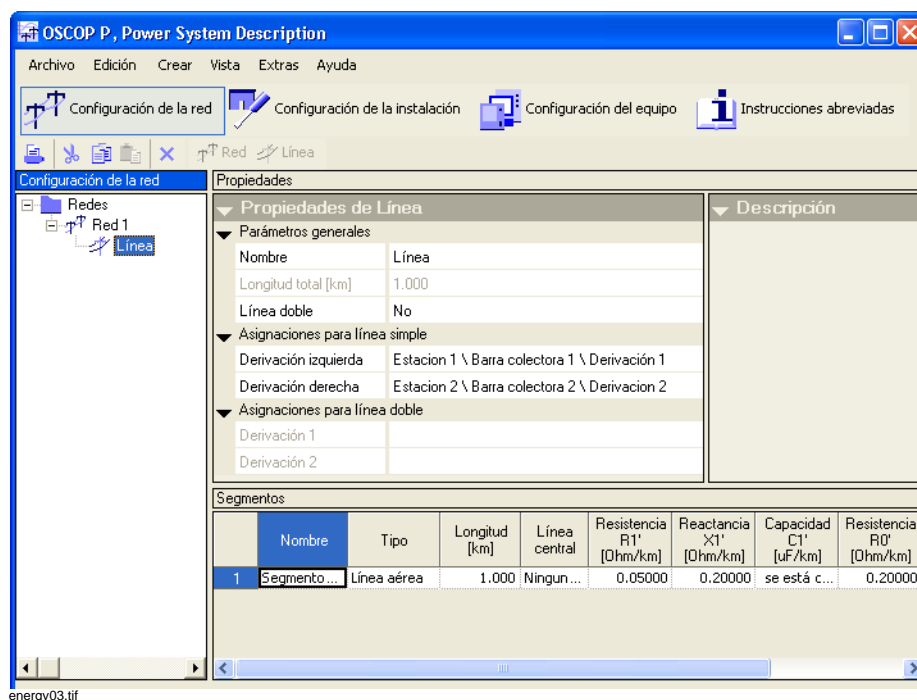 OSCOP P, Power System Description
Archivo Edición Crear Vista Extras Ayuda
Configuración de la red Configuración de la instalación Configuración del equipo Instrucciones abreviadas
Red Línea
Configuración de la red
Propiedades
Redes
Red 1
Línea
Propiedades de Línea
Descripción
Parámetros generales
Nombre Línea
Longitud total [km] 1.000
Línea doble No
Asignaciones para línea simple
Derivación izquierda Estacion 1 \ Barra colectora 1 \ Derivación 1
Derivación derecha Estacion 2 \ Barra colectora 2 \ Derivacion 2
Asignaciones para línea doble
Derivación 1
Derivación 2
Segmentos
Nombre Tipo Longitud [km] Línea central Resistencia R1' [Ohm/km] Reactancia X1' [Ohm/km] Capacidad C1' [uF/km] Resistencia R0' [Ohm/km]
1 Segmento... Línea aérea 1.000 Ningun... 0.05000 0.20000 se está c... 0.20000
energy03.tif